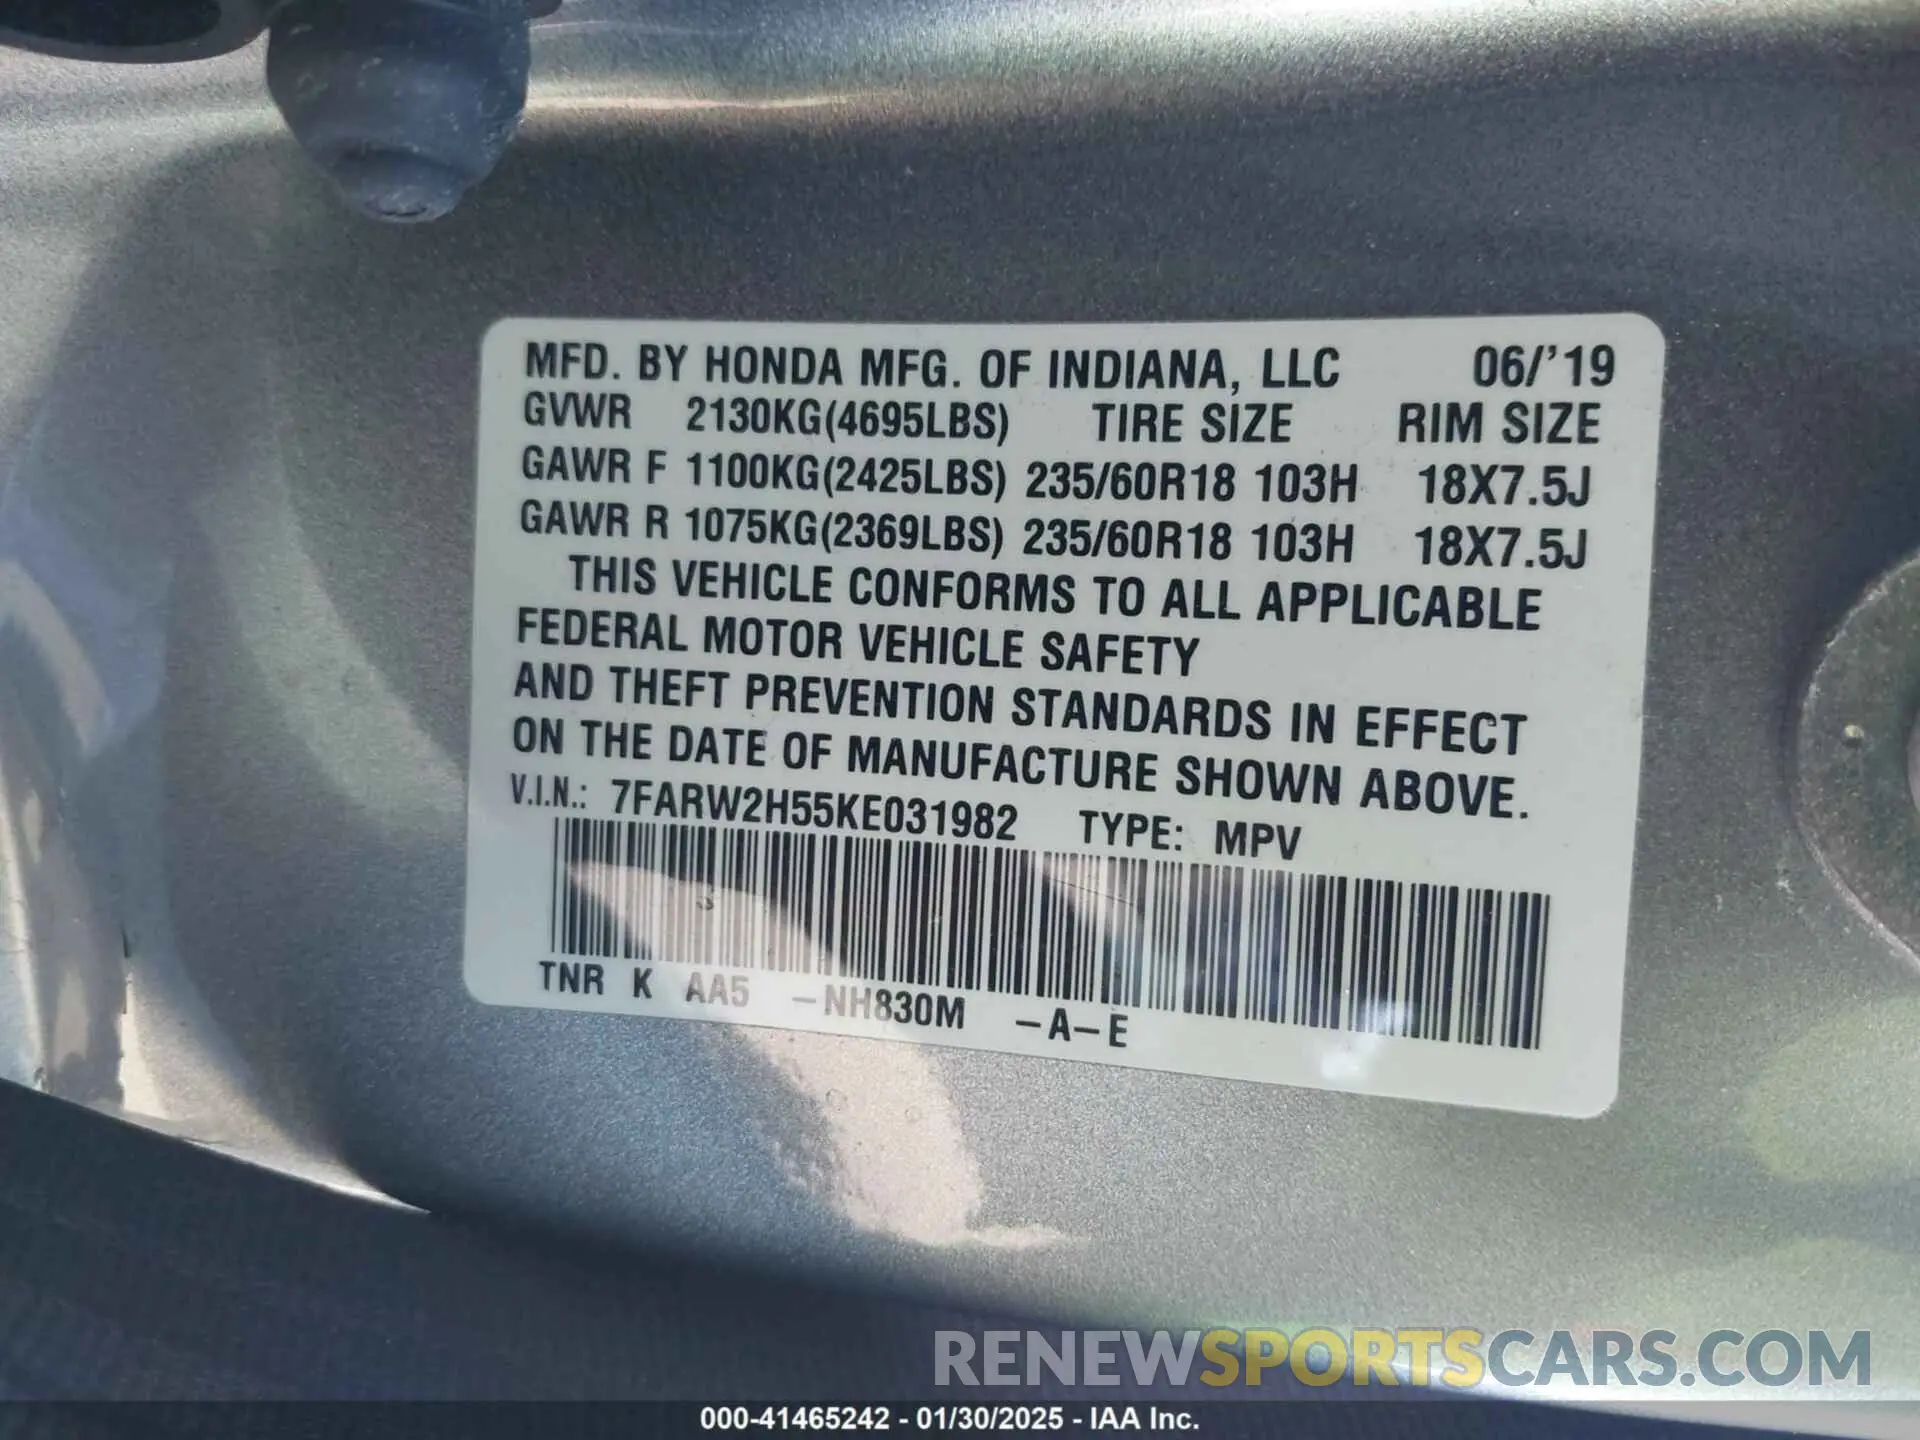 MFD. BY HONDA MFG. OF INDIANA, LLC 06/'19
GVWR 2130KG(4695LBS) TIRE SIZE RIM SIZE
GAWR F 1100KG(2425LBS) 235/60R18 103H 18X7.5J
GAWR R 1075KG(2369LBS) 235/60R18 103H 18X7.5J
THIS VEHICLE CONFORMS TO ALL APPLICABLE
FEDERAL MOTOR VEHICLE SAFETY
AND THEFT PREVENTION STANDARDS IN EFFECT
ON THE DATE OF MANUFACTURE SHOWN ABOVE.
V.I.N.: 7FARW2H55KE031982 TYPE: MPV
TNR K AA5 -NH830M -A-E
RENEWSPORTSCARS.COM
000-41465242 - 01/30/2025 - IAA Inc.